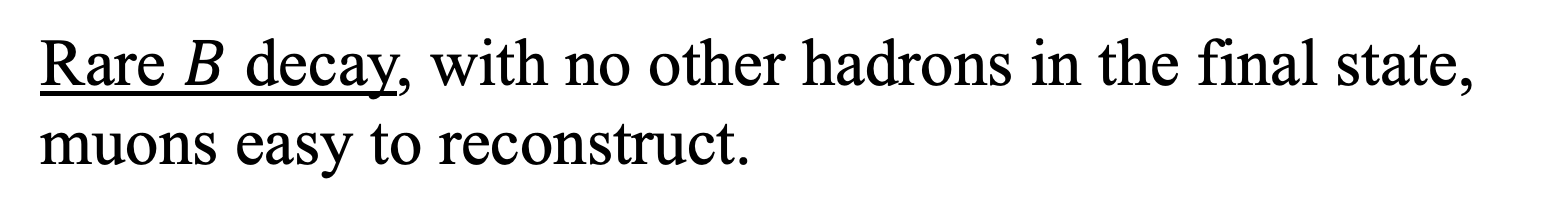 Rare B decay, with no other hadrons in the final state,
muons easy to reconstruct.